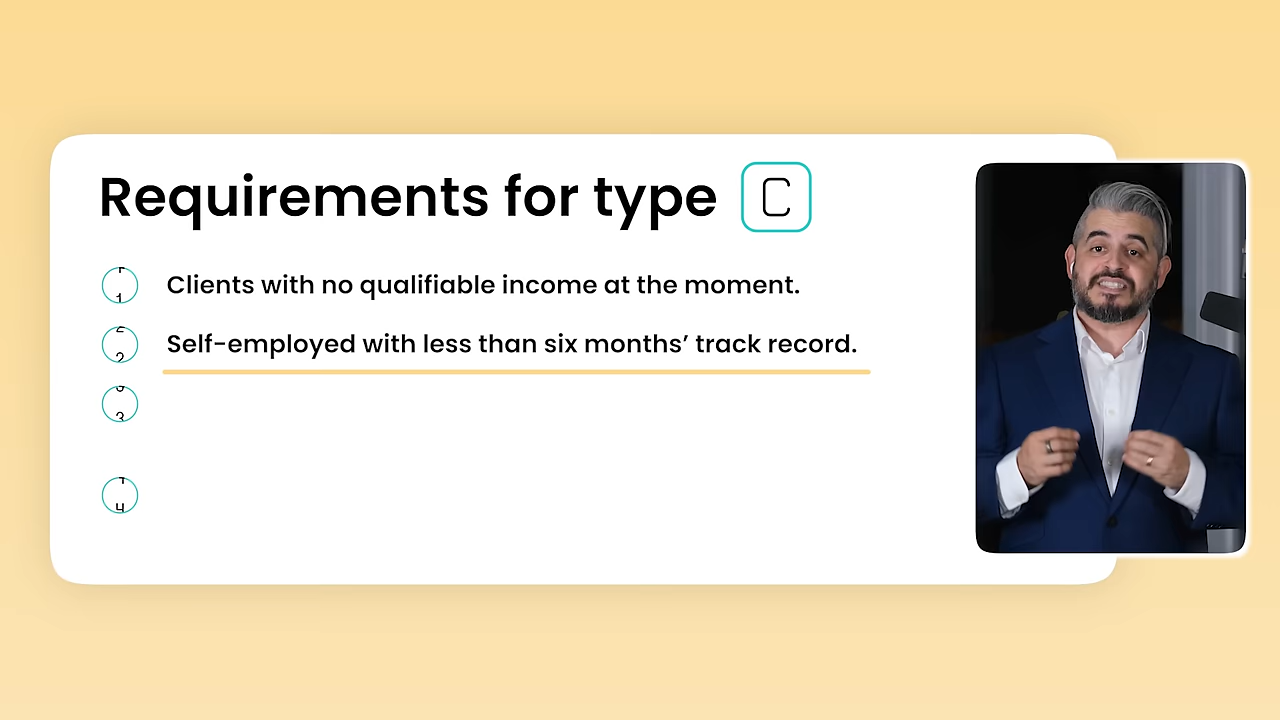 Requirements for type C
1 Clients with no qualifiable income at the moment.
2 Self-employed with less than six months’ track record.
3
4